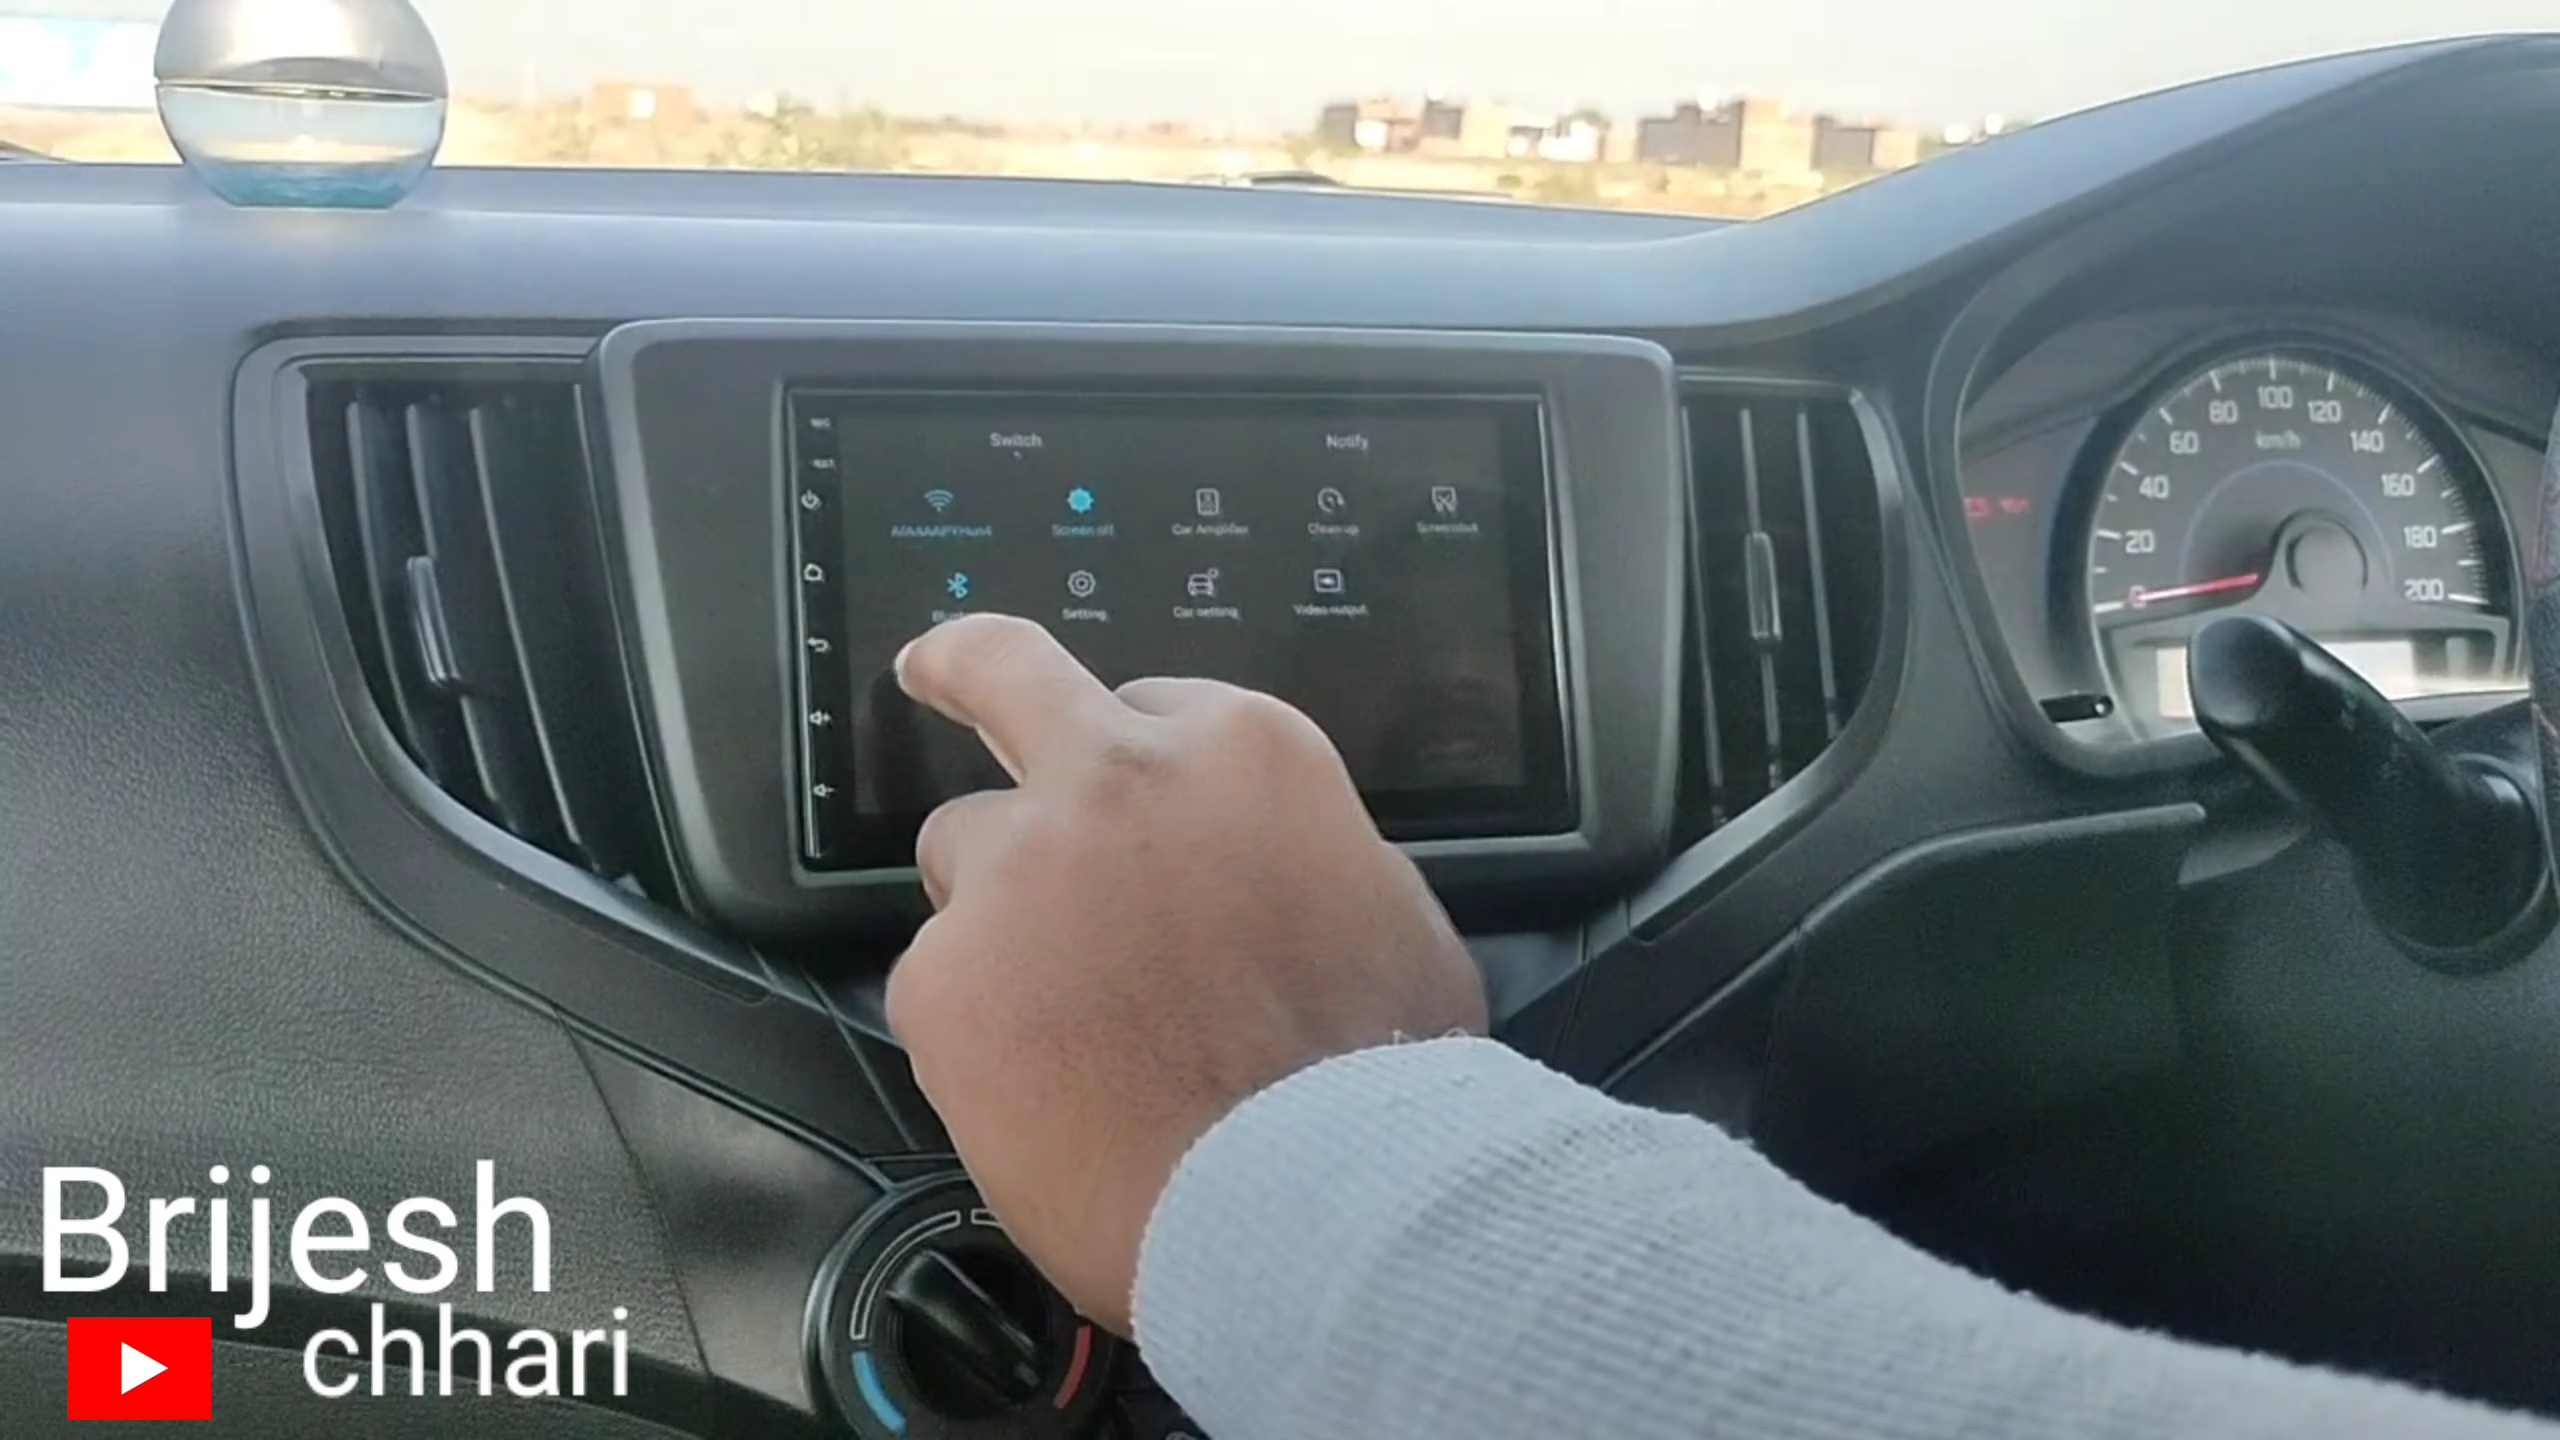 Switch
Notify
Screen off
Car Amplifier
Clean up
Screenshot
Setting
Car setting
Video output
0
20
40
60
80
100
120
140
160
180
200
km/h
Brijesh
chhari